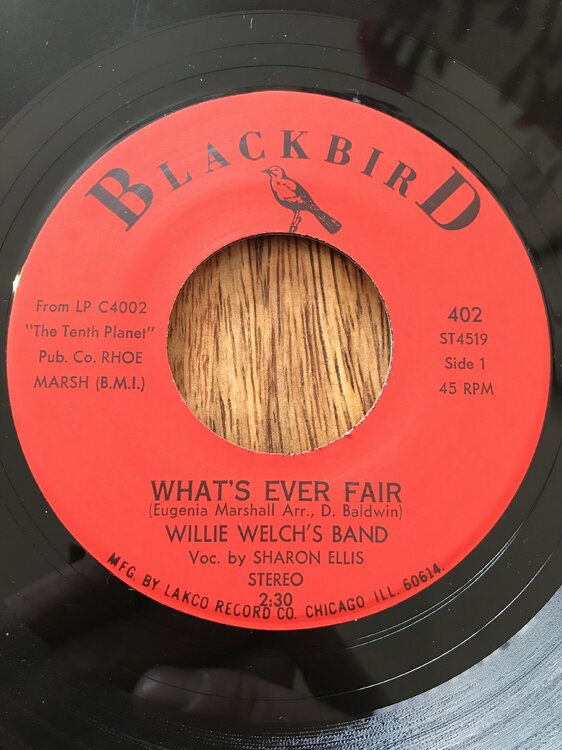 BLACKBIRD
From LP C4002
"The Tenth Planet"
Pub. Co. RHOE
MARSH (B.M.I.)
402
ST4519
Side 1
45 RPM
WHAT'S EVER FAIR
(Eugenia Marshall Arr., D. Baldwin)
WILLIE WELCH'S BAND
Voc. by SHARON ELLIS
STEREO
2:30
MFG. BY LAKCO RECORD CO. CHICAGO ILL. 60614.